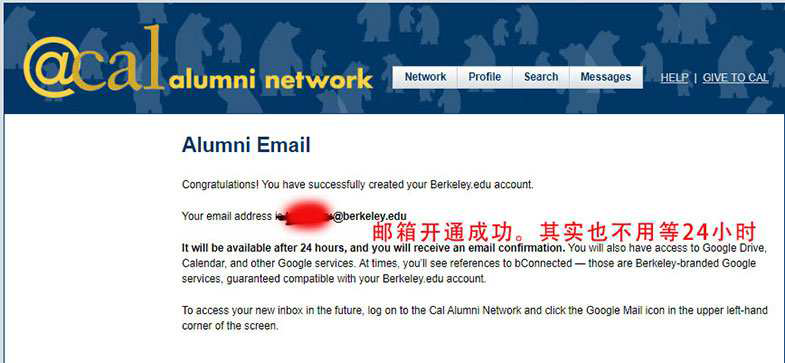 @cal alumni network
Network Profile Search Messages
HELP | GIVE TO CAL
Alumni Email
Congratulations! You have successfully created your Berkeley.edu account.
Your email address is @berkeley.edu
邮箱开通成功。其实也不用等24小时
It will be available after 24 hours, and you will receive an email confirmation. You will also have access to Google Drive,
Calendar, and other Google services. At times, you'll see references to bConnected — those are Berkeley-branded Google
services, guaranteed compatible with your Berkeley.edu account.
To access your new inbox in the future, log on to the Cal Alumni Network and click the Google Mail icon in the upper left-hand
corner of the screen.